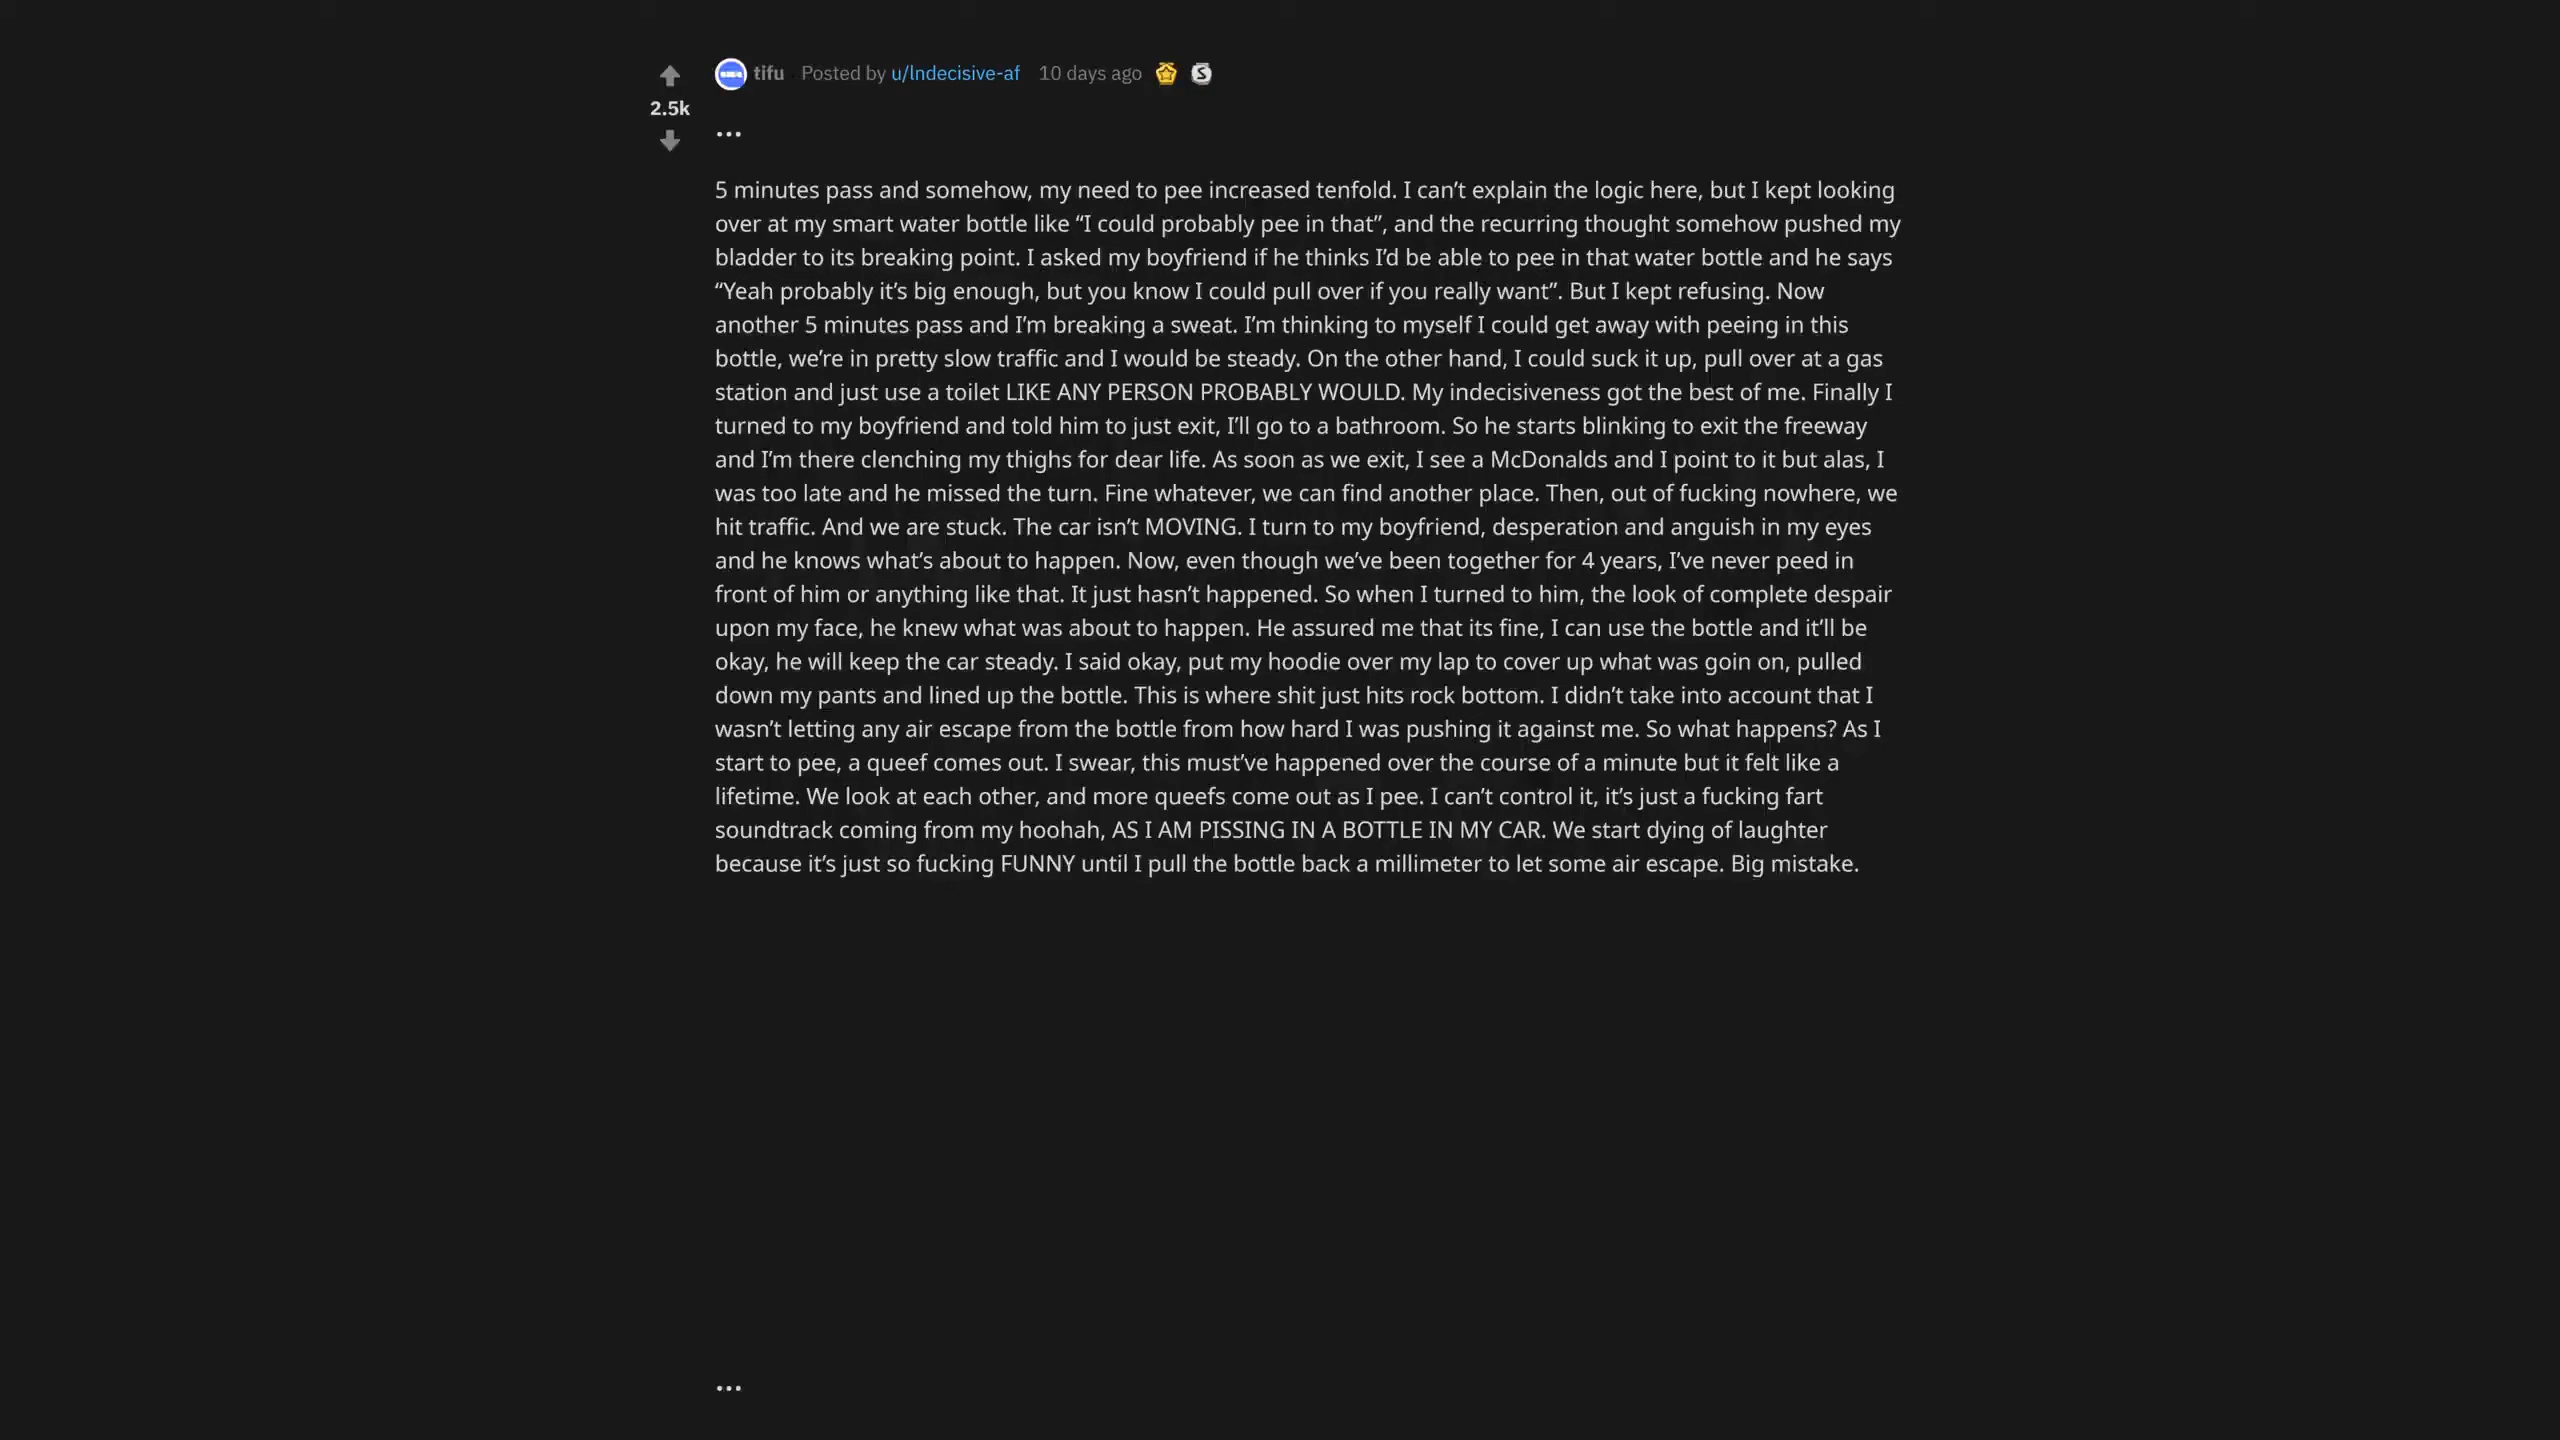 tifu Posted by u/Indecisive-af 10 days ago
2.5k
...
5 minutes pass and somehow, my need to pee increased tenfold. I can’t explain the logic here, but I kept looking
over at my smart water bottle like “I could probably pee in that”, and the recurring thought somehow pushed my
bladder to its breaking point. I asked my boyfriend if he thinks I’d be able to pee in that water bottle and he says
“Yeah probably it’s big enough, but you know I could pull over if you really want”. But I kept refusing. Now
another 5 minutes pass and I’m breaking a sweat. I’m thinking to myself I could get away with peeing in this
bottle, we’re in pretty slow traffic and I would be steady. On the other hand, I could suck it up, pull over at a gas
station and just use a toilet LIKE ANY PERSON PROBABLY WOULD. My indecisiveness got the best of me. Finally I
turned to my boyfriend and told him to just exit, I’ll go to a bathroom. So he starts blinking to exit the freeway
and I’m there clenching my thighs for dear life. As soon as we exit, I see a McDonalds and I point to it but alas, I
was too late and he missed the turn. Fine whatever, we can find another place. Then, out of fucking nowhere, we
hit traffic. And we are stuck. The car isn’t MOVING. I turn to my boyfriend, desperation and anguish in my eyes
and he knows what’s about to happen. Now, even though we’ve been together for 4 years, I’ve never peed in
front of him or anything like that. It just hasn’t happened. So when I turned to him, the look of complete despair
upon my face, he knew what was about to happen. He assured me that its fine, I can use the bottle and it’ll be
okay, he will keep the car steady. I said okay, put my hoodie over my lap to cover up what was goin on, pulled
down my pants and lined up the bottle. This is where shit just hits rock bottom. I didn’t take into account that I
wasn’t letting any air escape from the bottle from how hard I was pushing it against me. So what happens? As I
start to pee, a queef comes out. I swear, this must’ve happened over the course of a minute but it felt like a
lifetime. We look at each other, and more queefs come out as I pee. I can’t control it, it’s just a fucking fart
soundtrack coming from my hoohah, AS I AM PISSING IN A BOTTLE IN MY CAR. We start dying of laughter
because it’s just so fucking FUNNY until I pull the bottle back a millimeter to let some air escape. Big mistake.
...